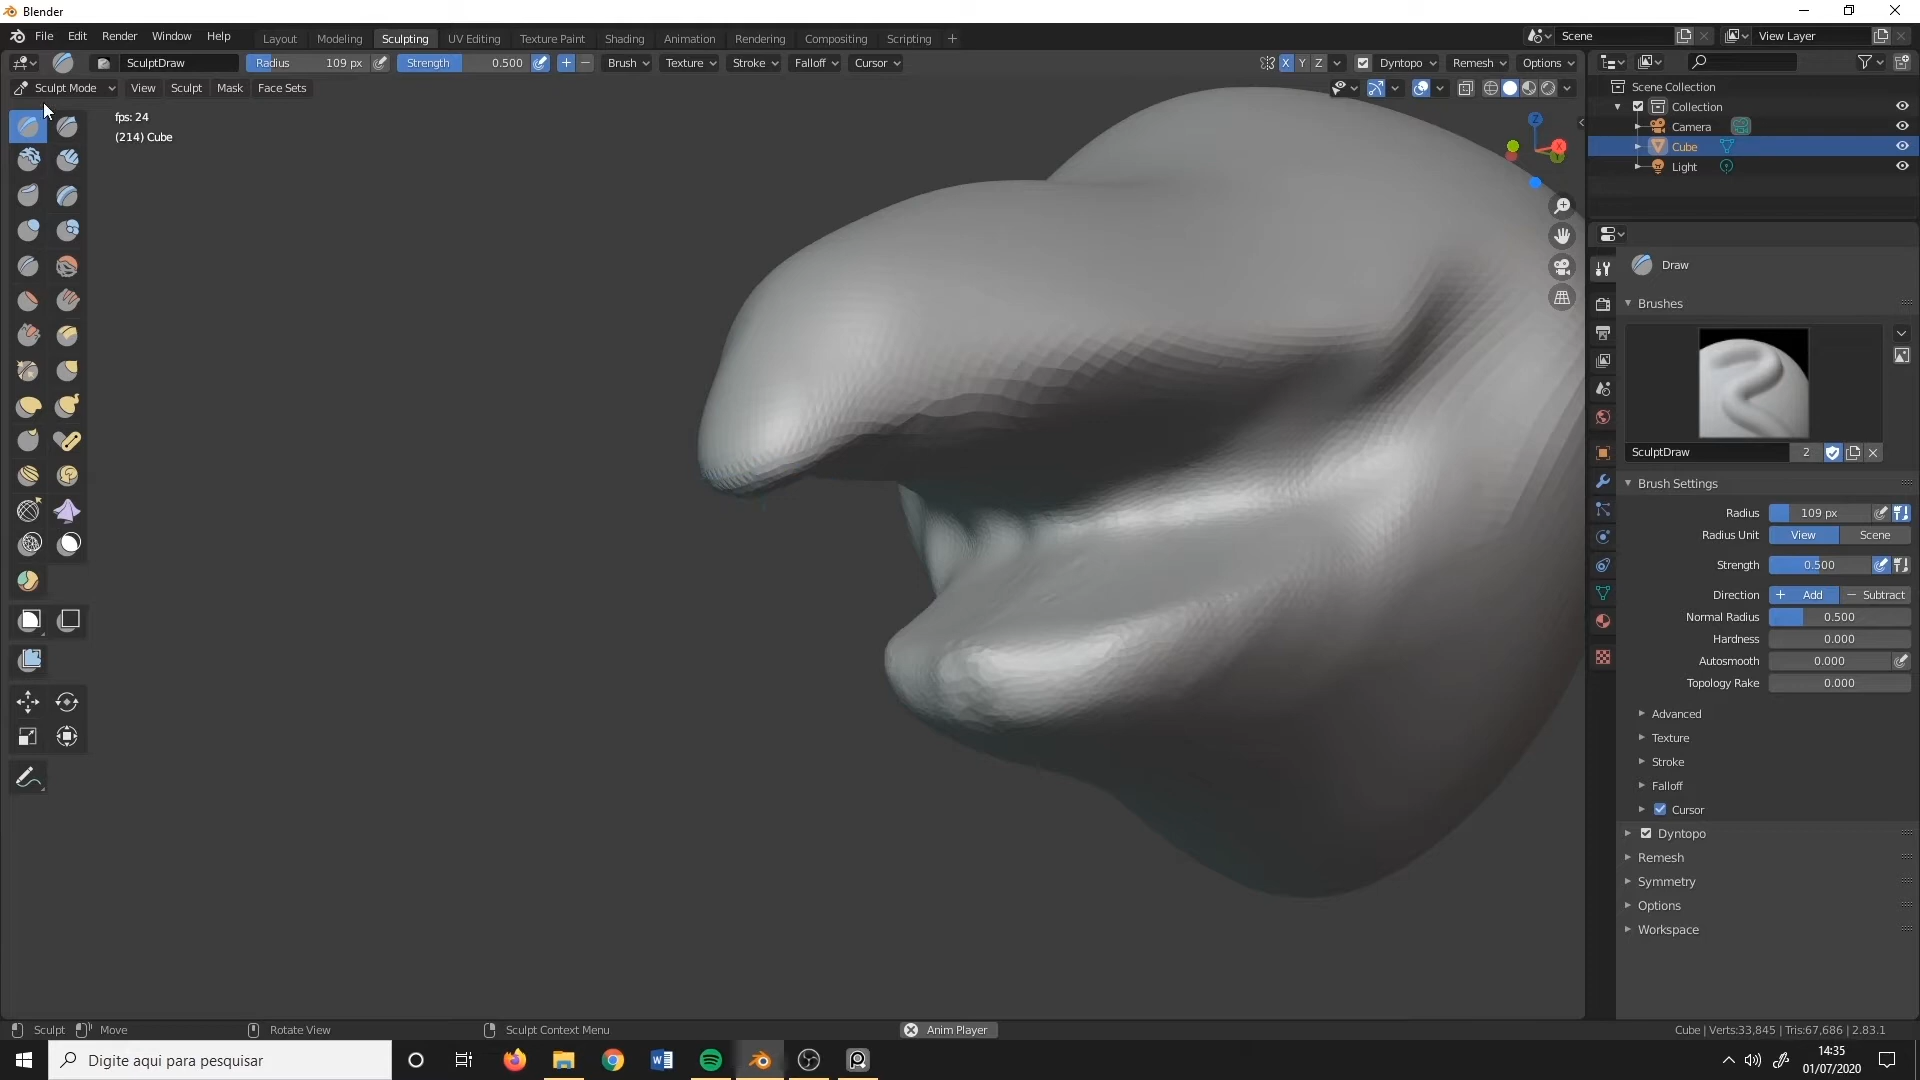 Blender
File Edit Render Window Help
Layout Modeling Sculpting UV Editing Texture Paint Shading Animation Rendering Compositing Scripting +
Scene
View Layer
SculptDraw
Radius 109 px
Strength 0.500
Brush Texture Stroke Falloff Cursor
X Y Z
Dyntopo Remesh Options
Sculpt Mode View Sculpt Mask Face Sets
fps: 24
(214) Cube
Z
X
Y
Scene Collection
Collection
Camera
Cube
Light
Draw
Brushes
SculptDraw 2
Brush Settings
Radius 109 px
Radius Unit View Scene
Strength 0.500
Direction + Add − Subtract
Normal Radius 0.500
Hardness 0.000
Autosmooth 0.000
Topology Rake 0.000
Advanced
Texture
Stroke
Falloff
Cursor
Dyntopo
Remesh
Symmetry
Options
Workspace
Sculpt Move Rotate View Sculpt Context Menu Anim Player Cube | Verts:33,845 | Tris:67,686 | 2.83.1
Digite aqui para pesquisar
14:35
01/07/2020